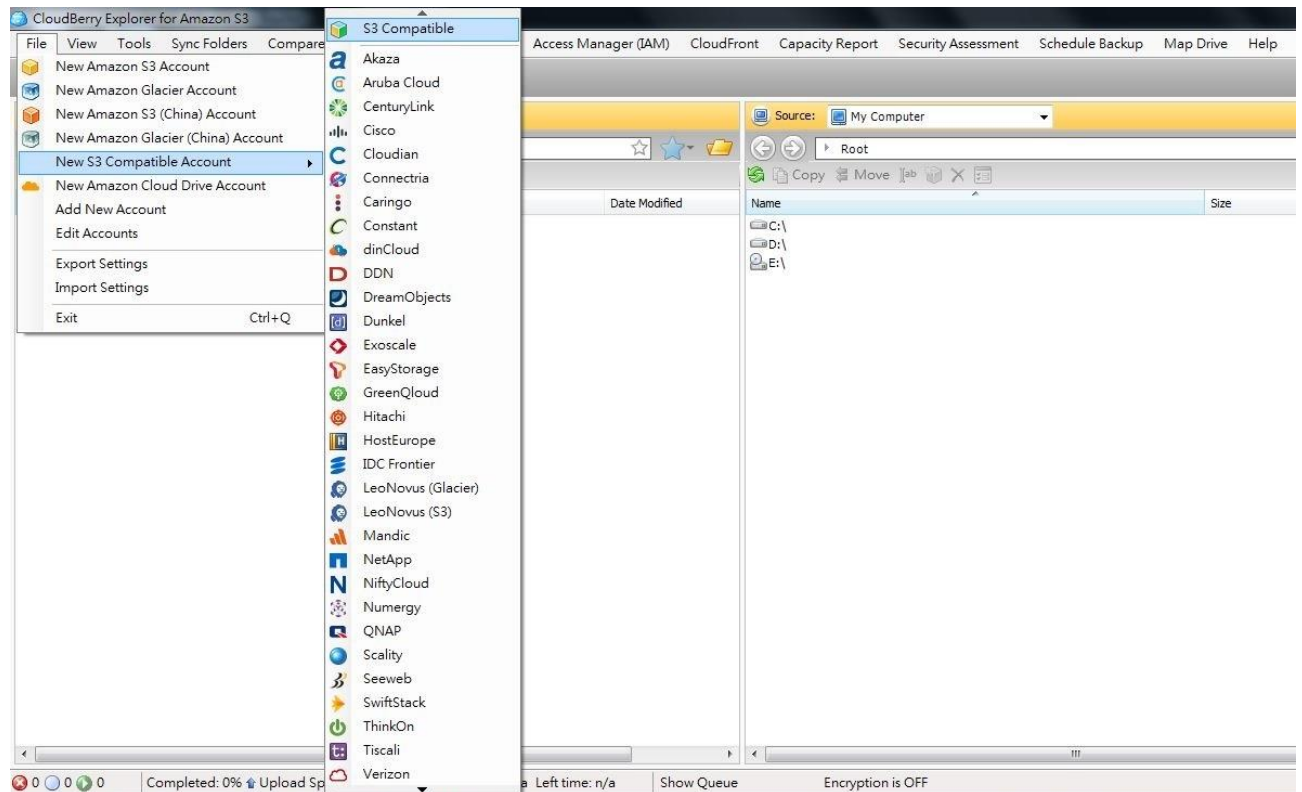 CloudBerry Explorer for Amazon S3
File View Tools Sync Folders Compare Access Manager (IAM) CloudFront Capacity Report Security Assessment Schedule Backup Map Drive Help
New Amazon S3 Account
New Amazon Glacier Account
New Amazon S3 (China) Account
New Amazon Glacier (China) Account
New S3 Compatible Account
New Amazon Cloud Drive Account
Add New Account
Edit Accounts
Export Settings
Import Settings
Exit Ctrl+Q
S3 Compatible
Akaza
Aruba Cloud
CenturyLink
Cisco
Cloudian
Connectria
Caringo
Constant
dinCloud
DDN
DreamObjects
Dunkel
Exoscale
EasyStorage
GreenQloud
Hitachi
HostEurope
IDC Frontier
LeoNovus (Glacier)
LeoNovus (S3)
Mandic
NetApp
NiftyCloud
Numergy
QNAP
Scality
Seeweb
SwiftStack
ThinkOn
Tiscali
Verizon
Date Modified
Source: My Computer
Root
Copy Move
Name Size
C:\
D:\
E:\
0 0 0 Completed: 0% Upload Sp a Left time: n/a Show Queue Encryption is OFF